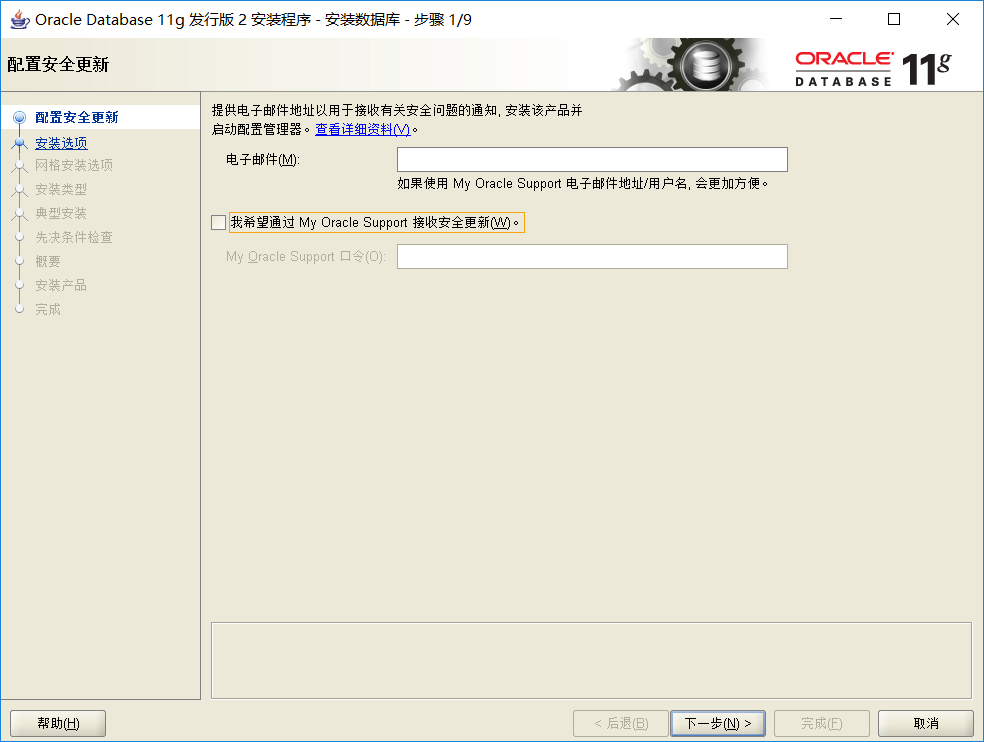 Oracle Database 11g 发行版 2 安装程序 - 安装数据库 - 步骤 1/9
配置安全更新
ORACLE
DATABASE 11g
配置安全更新
安装选项
网格安装选项
安装类型
典型安装
先决条件检查
概要
安装产品
完成
提供电子邮件地址以用于接收有关安全问题的通知, 安装该产品并
启动配置管理器。查看详细资料(V)。
电子邮件(M):
如果使用 My Oracle Support 电子邮件地址/用户名, 会更加方便。
我希望通过 My Oracle Support 接收安全更新(W)。
My Oracle Support 口令(O):
帮助(H)
< 后退(B)
下一步(N) >
完成(F)
取消